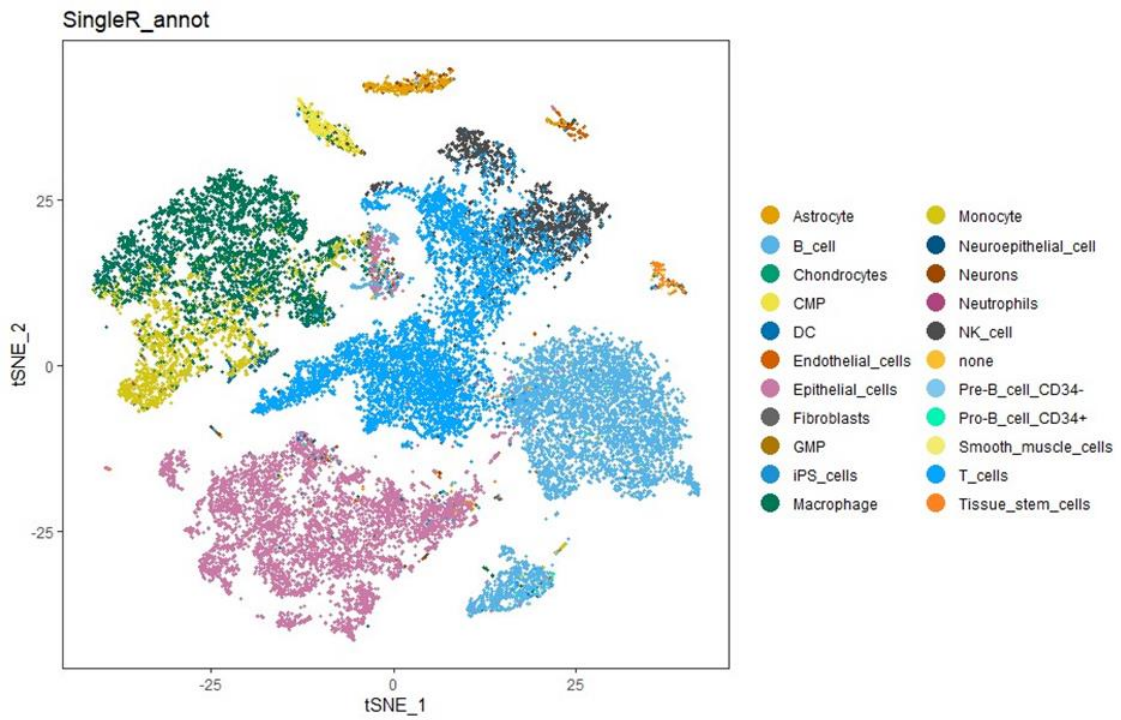 SingleR_annot
25
0
-25
tSNE_2
-25
0
25
tSNE_1
Astrocyte
B_cell
Chondrocytes
CMP
DC
Endothelial_cells
Epithelial_cells
Fibroblasts
GMP
iPS_cells
Macrophage
Monocyte
Neuroepithelial_cell
Neurons
Neutrophils
NK_cell
none
Pre-B_cell_CD34-
Pro-B_cell_CD34+
Smooth_muscle_cells
T_cells
Tissue_stem_cells